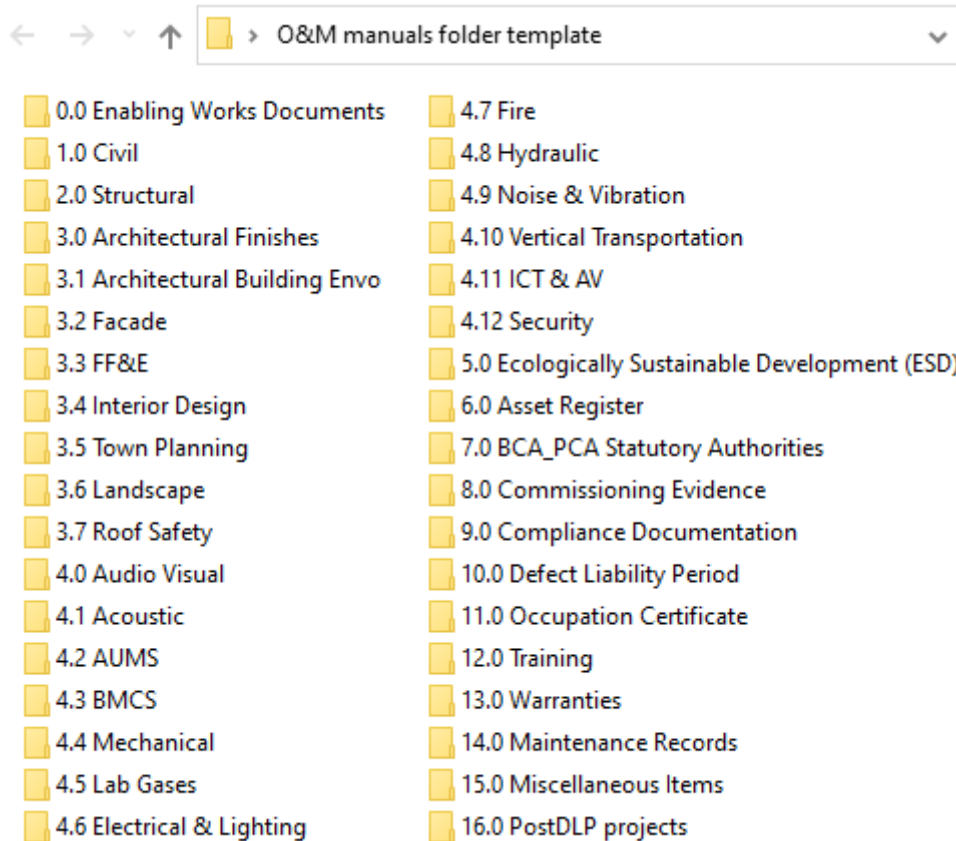 O&M manuals folder template
0.0 Enabling Works Documents
1.0 Civil
2.0 Structural
3.0 Architectural Finishes
3.1 Architectural Building Envo
3.2 Facade
3.3 FF&E
3.4 Interior Design
3.5 Town Planning
3.6 Landscape
3.7 Roof Safety
4.0 Audio Visual
4.1 Acoustic
4.2 AUMS
4.3 BMCS
4.4 Mechanical
4.5 Lab Gases
4.6 Electrical & Lighting
4.7 Fire
4.8 Hydraulic
4.9 Noise & Vibration
4.10 Vertical Transportation
4.11 ICT & AV
4.12 Security
5.0 Ecologically Sustainable Development (ESD)
6.0 Asset Register
7.0 BCA_PCA Statutory Authorities
8.0 Commissioning Evidence
9.0 Compliance Documentation
10.0 Defect Liability Period
11.0 Occupation Certificate
12.0 Training
13.0 Warranties
14.0 Maintenance Records
15.0 Miscellaneous Items
16.0 PostDLP projects